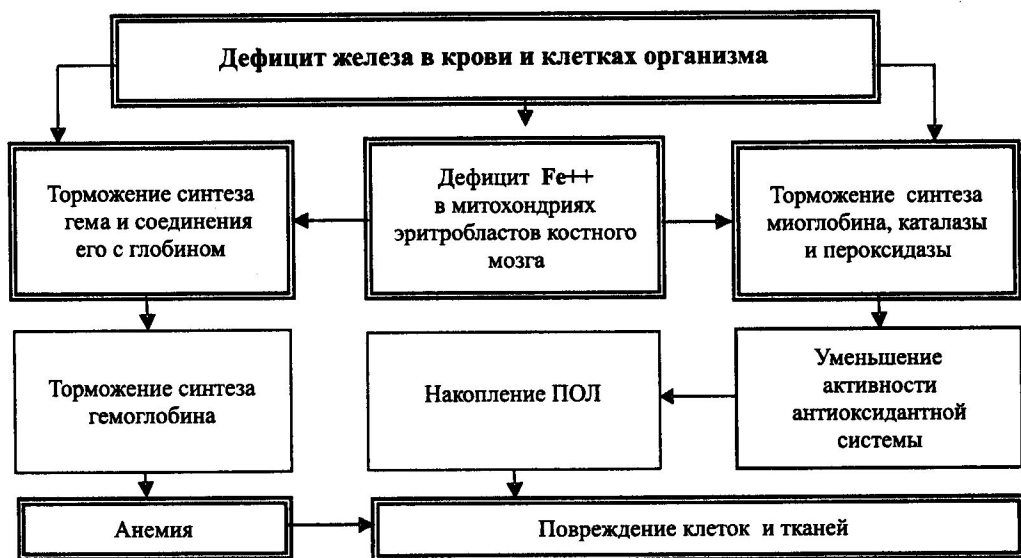 Дефицит железа в крови и клетках организма
Торможение синтеза
гема и соединения
его с глобином
Дефицит Fe++
в митохондриях
эритробластов костного
мозга
Торможение синтеза
миоглобина, каталазы
и пероксидазы
Торможение синтеза
гемоглобина
Накопление ПОЛ
Уменьшение
активности
антиоксидантной
системы
Анемия
Повреждение клеток и тканей